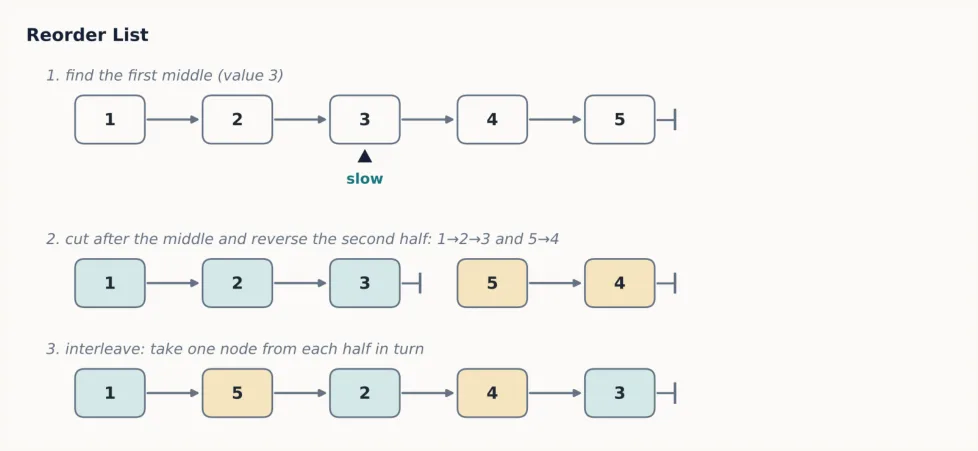 Reorder List
1. find the first middle (value 3)
1 2 3 4 5
slow
2. cut after the middle and reverse the second half: 1→2→3 and 5→4
1 2 3 5 4
3. interleave: take one node from each half in turn
1 5 2 4 3